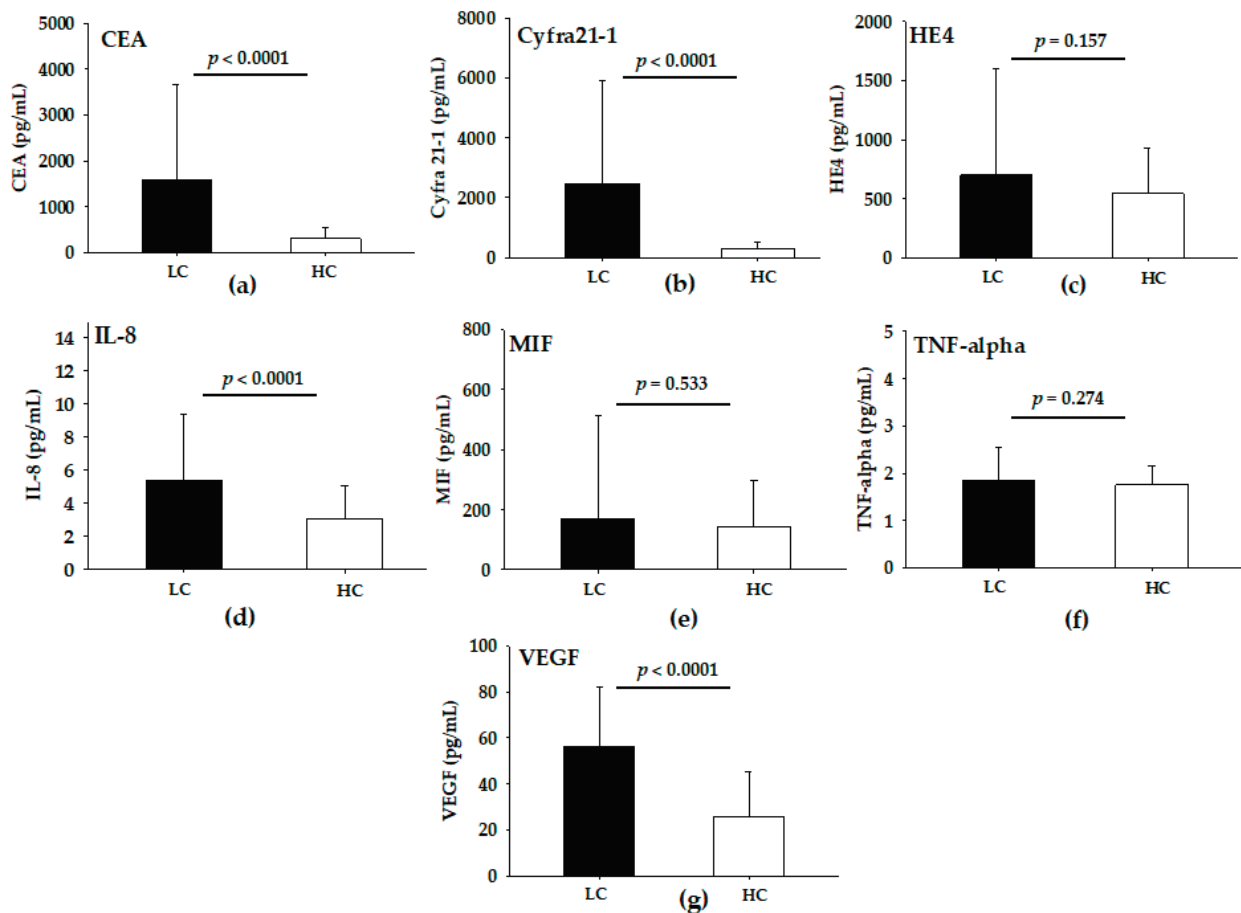 CEA
p < 0.0001
CEA (pg/mL)
5000
4000
3000
2000
1000
0
LC
HC
(a)
Cyfra21-1
p < 0.0001
Cyfra 21-1 (pg/mL)
8000
6000
4000
2000
0
LC
HC
(b)
HE4
p = 0.157
HE4 (pg/mL)
2000
1500
1000
500
0
LC
HC
(c)
IL-8
p < 0.0001
IL-8 (pg/mL)
14
12
10
8
6
4
2
0
LC
HC
(d)
MIF
p = 0.533
MIF (pg/mL)
800
600
400
200
0
LC
HC
(e)
TNF-alpha
p = 0.274
TNF-alpha (pg/mL)
5
4
3
2
1
0
LC
HC
(f)
VEGF
p < 0.0001
VEGF (pg/mL)
100
80
60
40
20
0
LC
HC
(g)